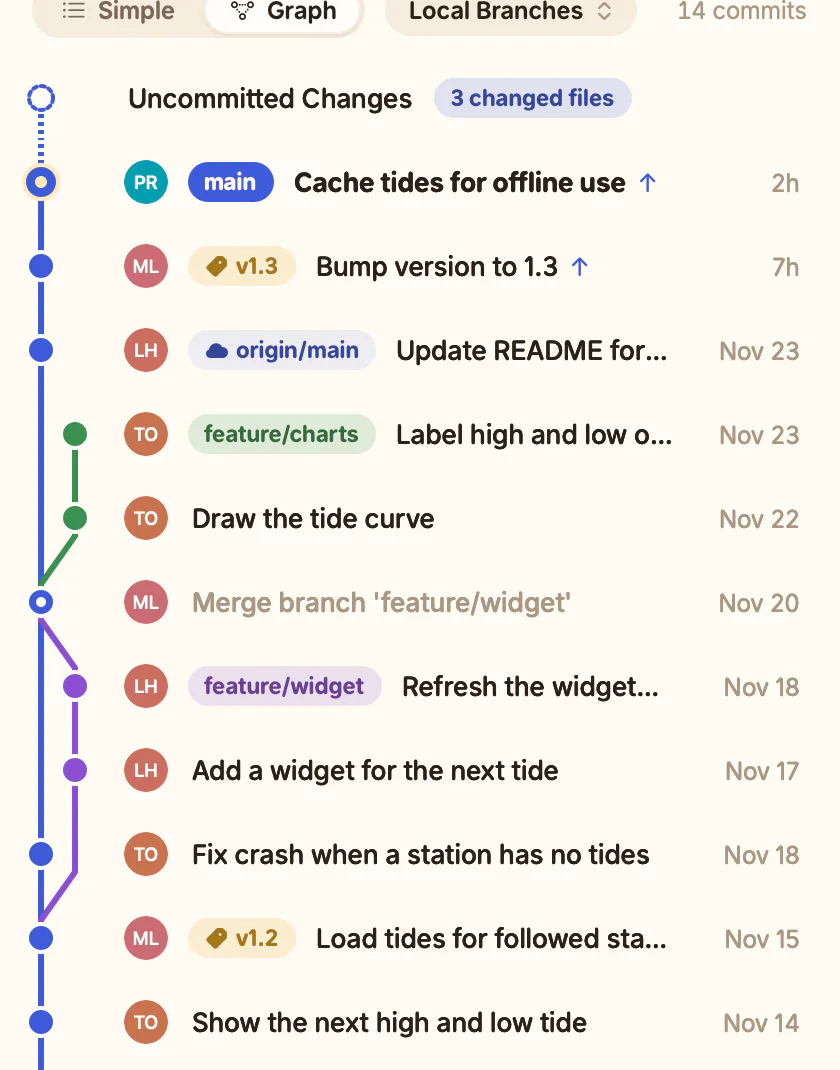 Simple Graph Local Branches 14 commits
Uncommitted Changes 3 changed files
PR main Cache tides for offline use ↑ 2h
ML v1.3 Bump version to 1.3 ↑ 7h
LH origin/main Update README for... Nov 23
TO feature/charts Label high and low o... Nov 23
TO Draw the tide curve Nov 22
ML Merge branch 'feature/widget' Nov 20
LH feature/widget Refresh the widget... Nov 18
LH Add a widget for the next tide Nov 17
TO Fix crash when a station has no tides Nov 18
ML v1.2 Load tides for followed sta... Nov 15
TO Show the next high and low tide Nov 14